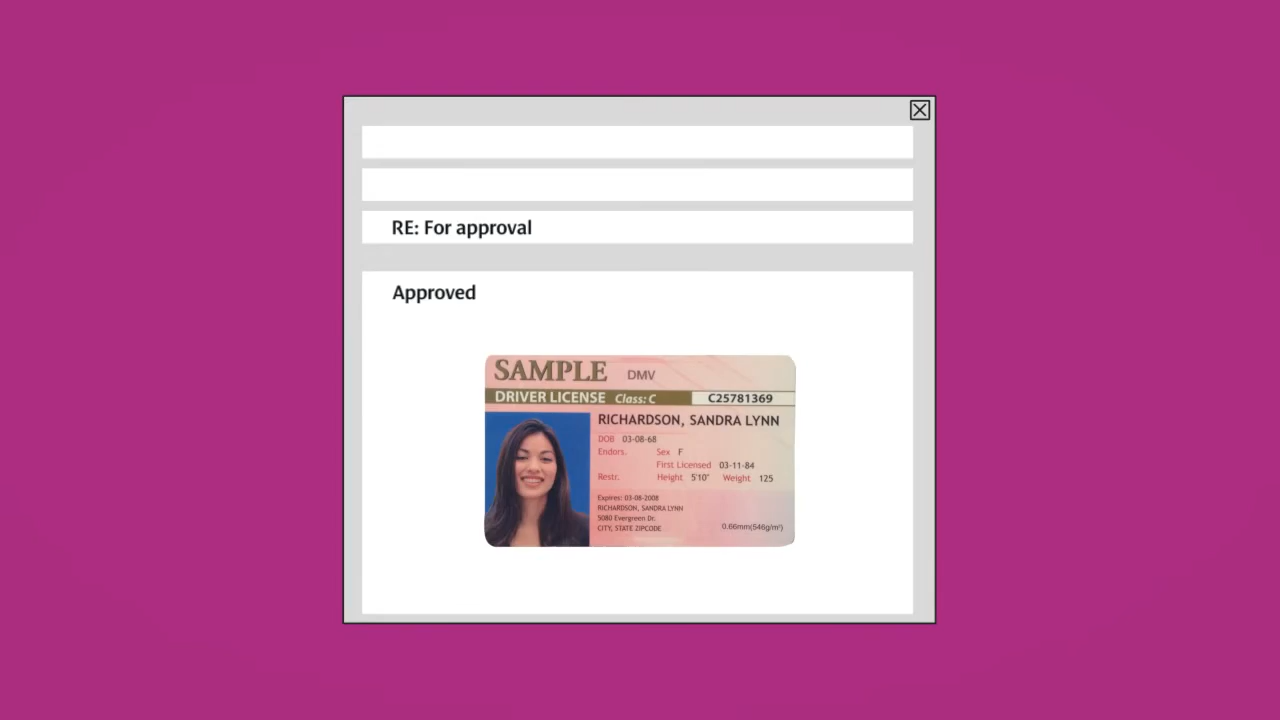 RE: For approval
Approved
SAMPLE DMV
DRIVER LICENSE Class: C C25781369
RICHARDSON, SANDRA LYNN
DOB 03-08-68
Endors. Sex F
First Licensed 03-11-84
Restr. Height 5'10" Weight 125
Expires: 03-08-2008
RICHARDSON, SANDRA LYNN
5080 Evergreen Dr.
CITY, STATE ZIPCODE 0.66mm(546g/m²)